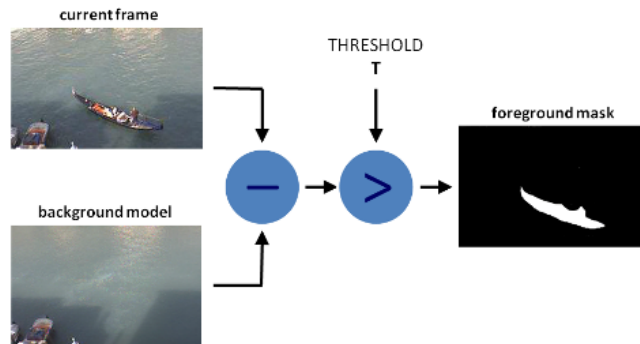 current frame
THRESHOLD
T
foreground mask
−
>
background model